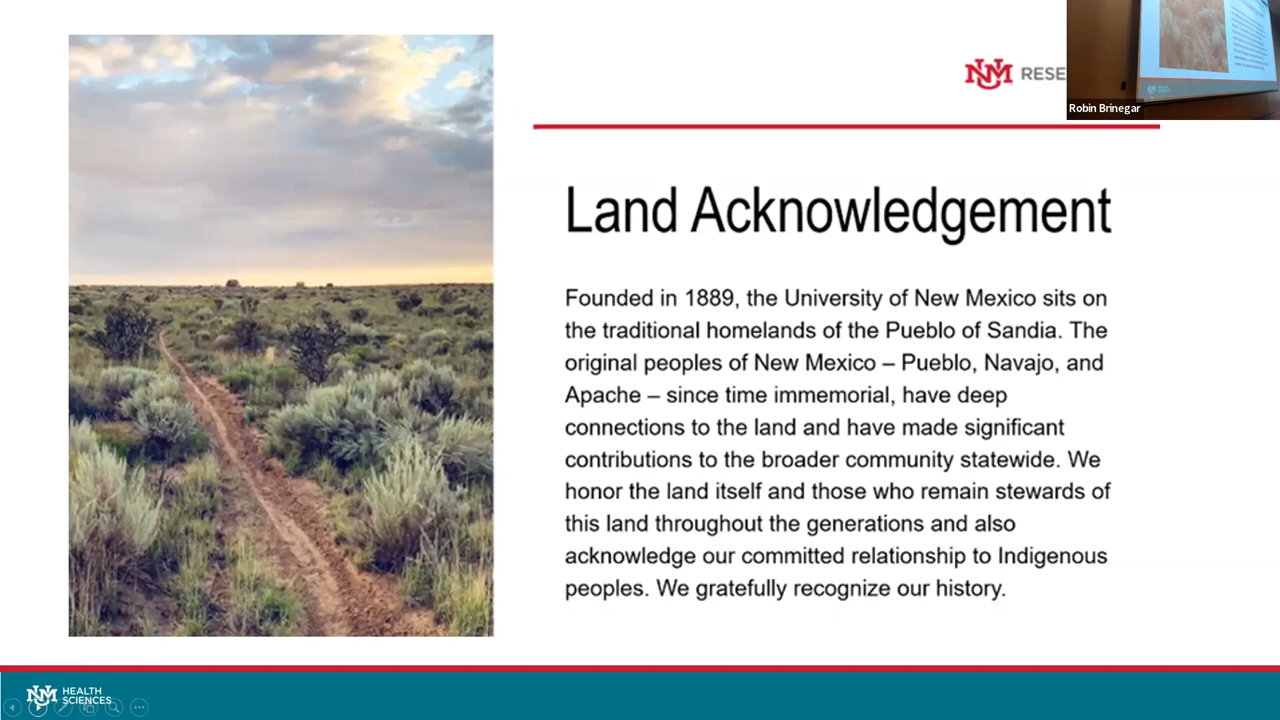 UNM RESE
Robin Brinegar
Land Acknowledgement
Founded in 1889, the University of New Mexico sits on
the traditional homelands of the Pueblo of Sandia. The
original peoples of New Mexico – Pueblo, Navajo, and
Apache – since time immemorial, have deep
connections to the land and have made significant
contributions to the broader community statewide. We
honor the land itself and those who remain stewards of
this land throughout the generations and also
acknowledge our committed relationship to Indigenous
peoples. We gratefully recognize our history.
UNM HEALTH
SCIENCES